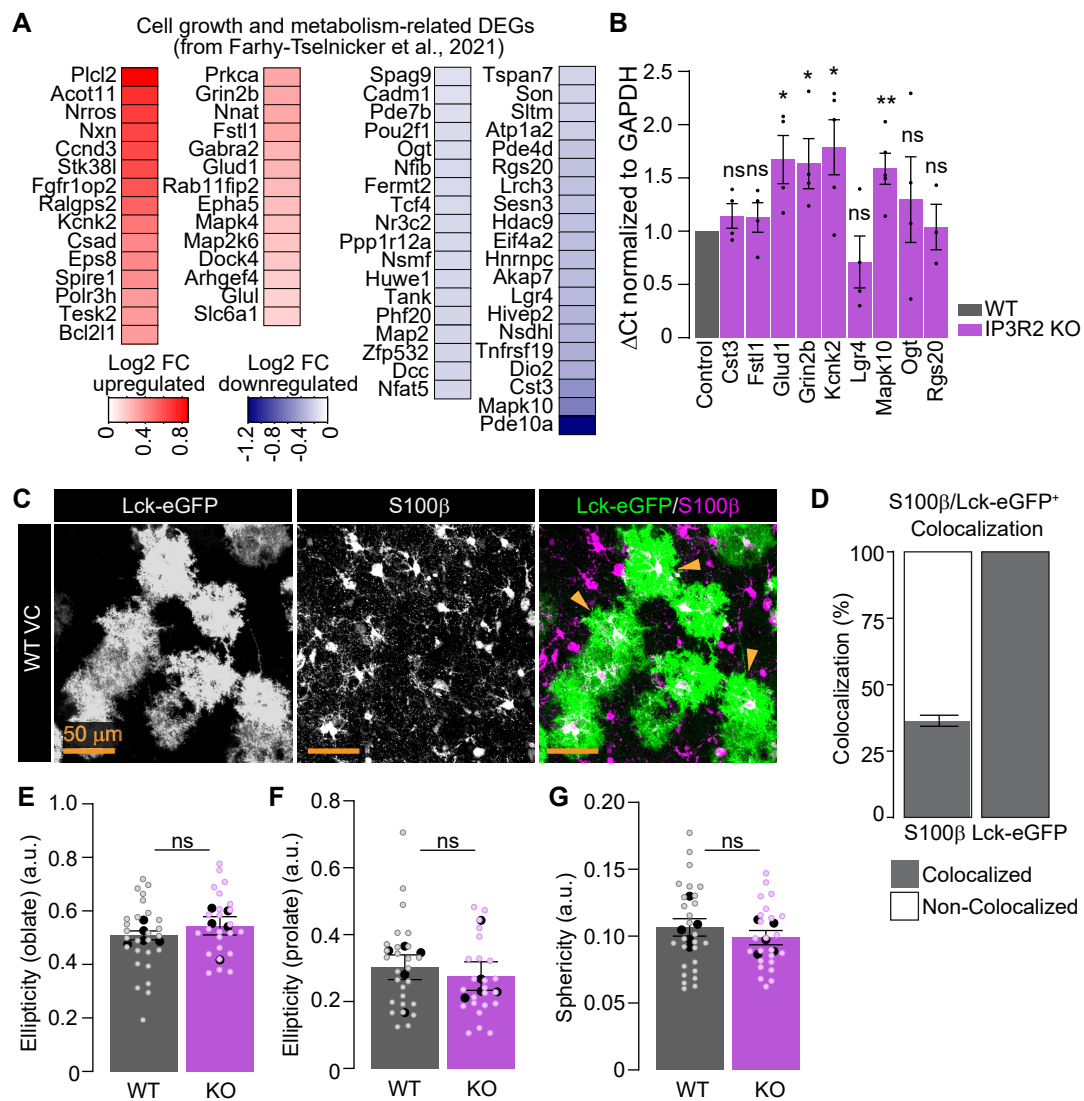 A
Cell growth and metabolism-related DEGs
(from Farhy-Tselnicker et al., 2021)
Plcl2
Acot11
Nrros
Nxn
Ccnd3
Stk38l
Fgfr1op2
Ralgps2
Kcnk2
Csad
Eps8
Spire1
Polr3h
Tesk2
Bcl2l1
Prkca
Grin2b
Nnat
Fstl1
Gabra2
Glud1
Rab11fip2
Epha5
Mapk4
Map2k6
Dock4
Arhgef4
Glul
Slc6a1
Spag9
Cadm1
Pde7b
Pou2f1
Ogt
Nfib
Fermt2
Tcf4
Nr3c2
Ppp1r12a
Nsmf
Huwe1
Tank
Phf20
Map2
Zfp532
Dcc
Nfat5
Tspan7
Son
Sltm
Atp1a2
Pde4d
Rgs20
Lrch3
Sesn3
Hdac9
Eif4a2
Hnrnpc
Akap7
Lgr4
Hivep2
Nsdhl
Tnfrsf19
Dio2
Cst3
Mapk10
Pde10a
Log2 FC
upregulated
0
0.4
0.8
Log2 FC
downregulated
-1.2
-0.8
-0.4
0
B
ΔCt normalized to GAPDH
2.5
2.0
1.5
1.0
0.5
0
ns
ns
*
*
*
ns
**
ns
ns
Control
Cst3
Fstl1
Glud1
Grin2b
Kcnk2
Lgr4
Mapk10
Ogt
Rgs20
WT
IP3R2 KO
C
Lck-eGFP
S100β
Lck-eGFP/S100β
WT VC
50 μm
D
S100β/Lck-eGFP+
Colocalization
Colocalization (%)
100
75
50
25
0
S100β Lck-eGFP
Colocalized
Non-Colocalized
E
Ellipticity (oblate) (a.u.)
1.0
0.8
0.6
0.4
0.2
0
ns
WT KO
F
Ellipticity (prolate) (a.u.)
0.8
0.6
0.4
0.2
0
ns
WT KO
G
Sphericity (a.u.)
0.20
0.15
0.10
0.05
0
ns
WT KO